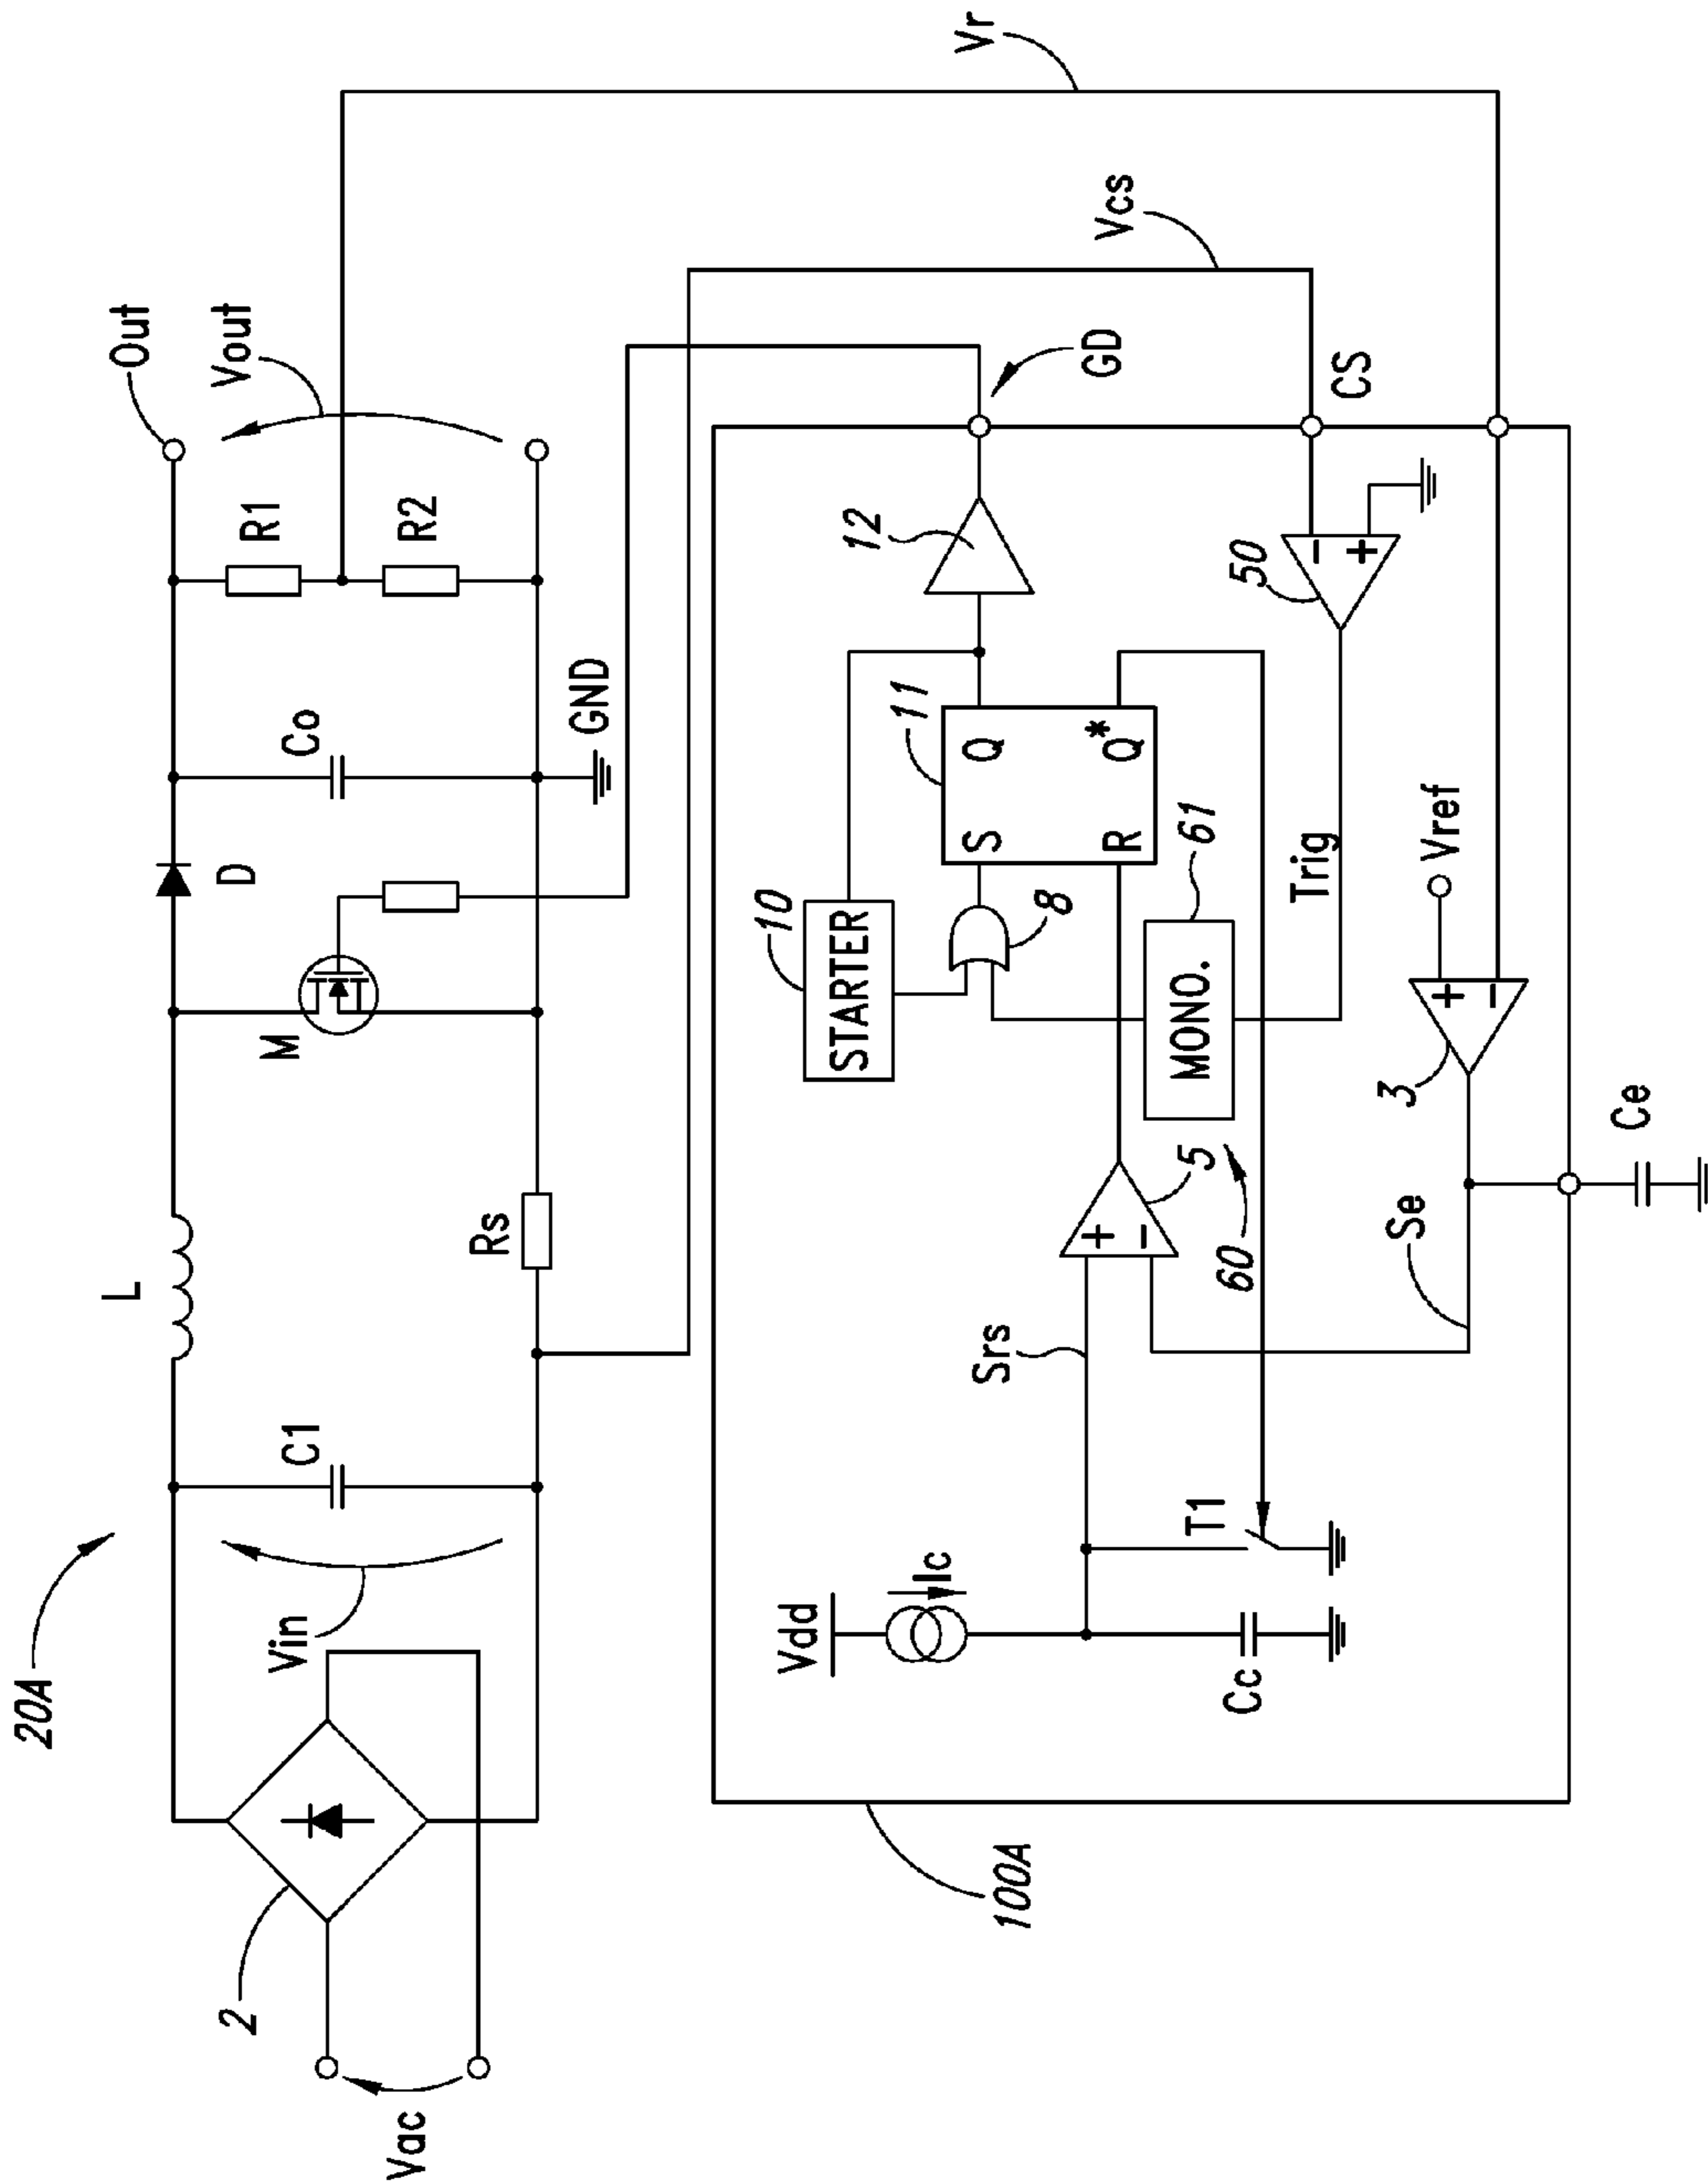 20A
Vac
2
Vin
C1
L
Rs
M
D
Co
GND
R1
R2
Out
Vout
Vr
Vcs
100A
Vdd
Ic
Cc
T1
Srs
+
-
5
60
10
STARTER
8
MONO.
61
11
S
R
Q
Q*
12
GD
CS
50
-
+
Trig
Vref
+
-
3
Se
Ce